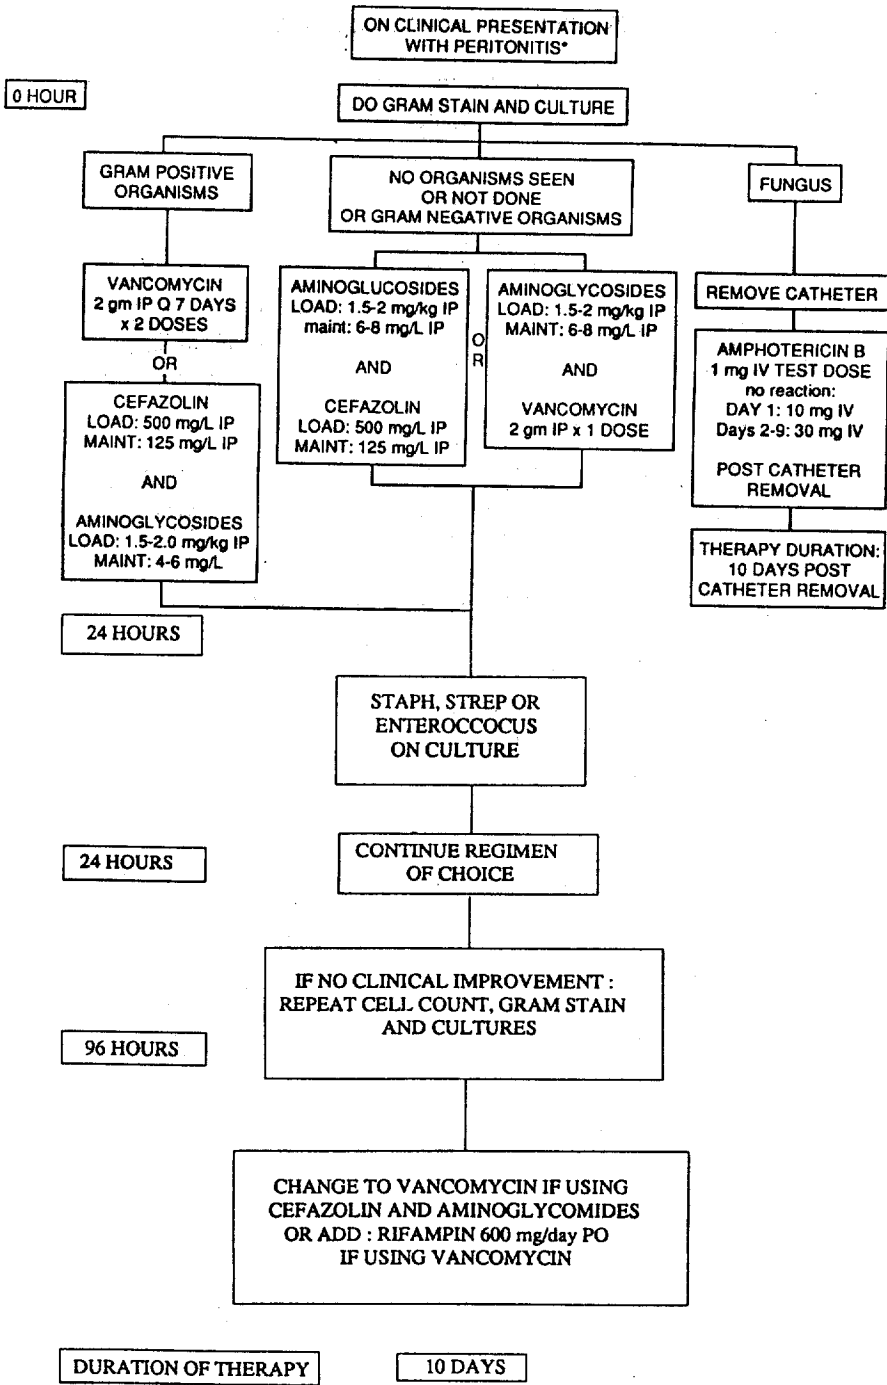 ON CLINICAL PRESENTATION
WITH PERITONITIS*
0 HOUR
DO GRAM STAIN AND CULTURE
GRAM POSITIVE
ORGANISMS
NO ORGANISMS SEEN
OR NOT DONE
OR GRAM NEGATIVE ORGANISMS
FUNGUS
VANCOMYCIN
2 gm IP Q 7 DAYS
x 2 DOSES
OR
CEFAZOLIN
LOAD: 500 mg/L IP
MAINT: 125 mg/L IP
AND
AMINOGLYCOSIDES
LOAD: 1.5-2.0 mg/kg IP
MAINT: 4-6 mg/L
AMINOGLUCOSIDES
LOAD: 1.5-2 mg/kg IP
maint: 6-8 mg/L IP
AND
CEFAZOLIN
LOAD: 500 mg/L IP
MAINT: 125 mg/L IP
O
R
AMINOGLYCOSIDES
LOAD: 1.5-2 mg/kg IP
MAINT: 6-8 mg/L IP
AND
VANCOMYCIN
2 gm IP x 1 DOSE
REMOVE CATHETER
AMPHOTERICIN B
1 mg IV TEST DOSE
no reaction:
DAY 1: 10 mg IV
Days 2-9: 30 mg IV
POST CATHETER
REMOVAL
THERAPY DURATION:
10 DAYS POST
CATHETER REMOVAL
24 HOURS
STAPH, STREP OR
ENTEROCCOCUS
ON CULTURE
24 HOURS
CONTINUE REGIMEN
OF CHOICE
IF NO CLINICAL IMPROVEMENT :
REPEAT CELL COUNT, GRAM STAIN
AND CULTURES
96 HOURS
CHANGE TO VANCOMYCIN IF USING
CEFAZOLIN AND AMINOGLYCOMIDES
OR ADD : RIFAMPIN 600 mg/day PO
IF USING VANCOMYCIN
DURATION OF THERAPY
10 DAYS